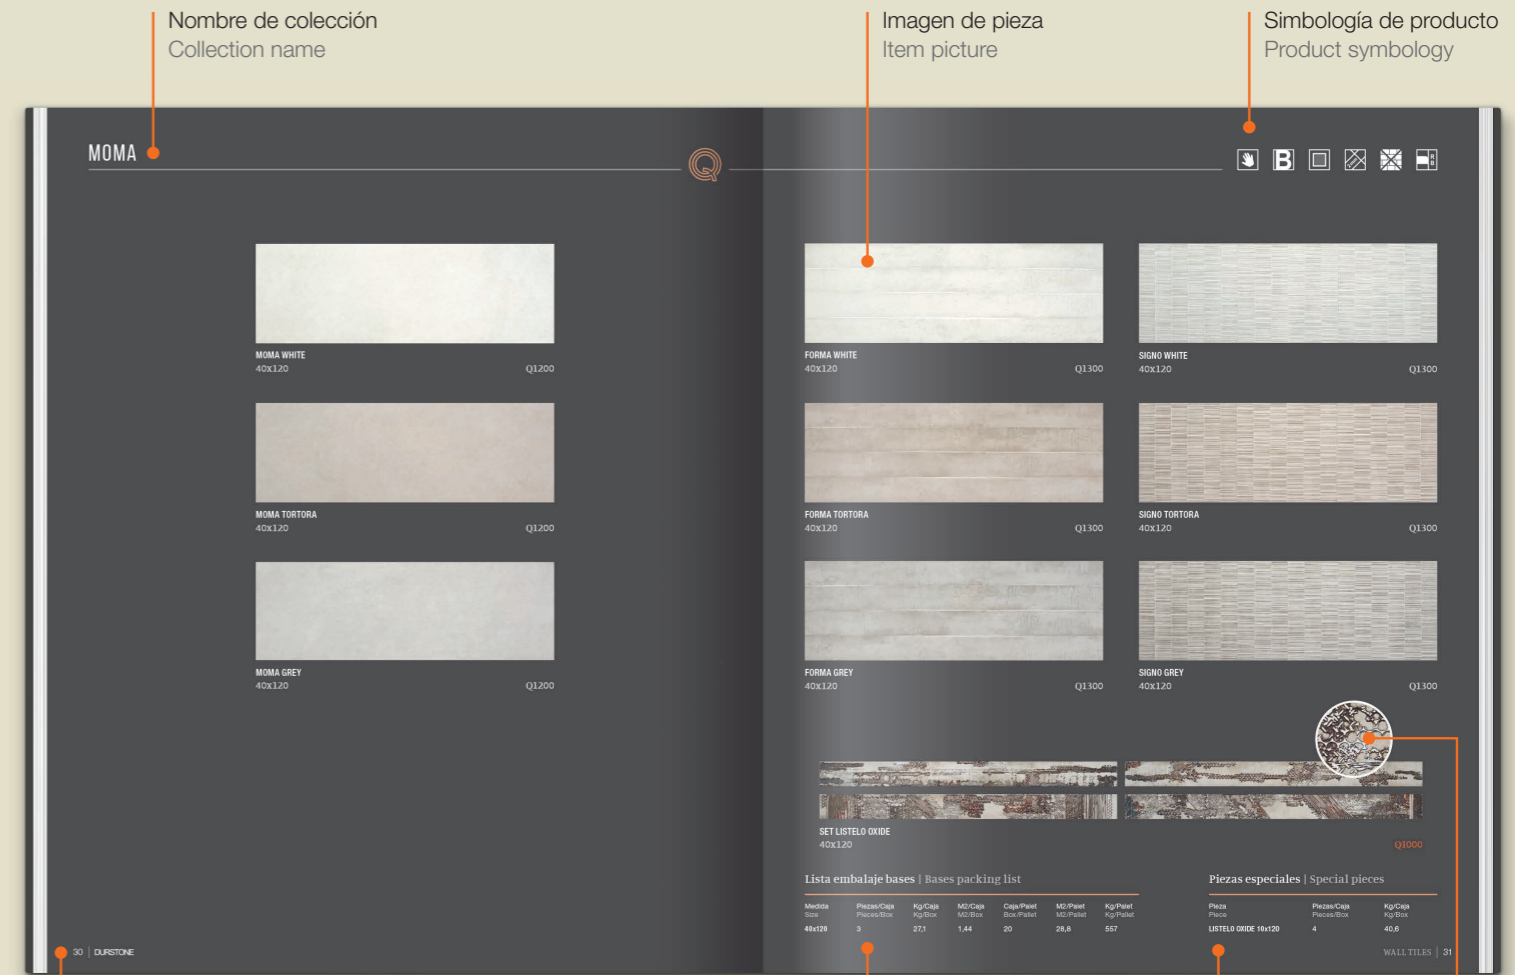 Nombre de colección
Collection name
Imagen de pieza
Item picture
Simbología de producto
Product symbology
MOMA
Q
B
MOMA WHITE
40x120 Q1200
FORMA WHITE
40x120 Q1300
SIGNO WHITE
40x120 Q1300
MOMA TORTORA
40x120 Q1200
FORMA TORTORA
40x120 Q1300
SIGNO TORTORA
40x120 Q1300
MOMA GREY
40x120 Q1200
FORMA GREY
40x120 Q1300
SIGNO GREY
40x120 Q1300
SET LISTELO OXIDE
40x120 Q1000
Lista embalaje bases | Bases packing list
Medida Piezas/Caja Kg/Caja M2/Caja Caja/Palet M2/Palet Kg/Palet
Size Pieces/Box Kg/Box M2/Box Box/Pallet M2/Pallet Kg/Pallet
40x120 3 27,1 1,44 20 28,8 557
Piezas especiales | Special pieces
Pieza Piezas/Caja Kg/Caja
Piece Pieces/Box Kg/Box
LISTELO OXIDE 10x120 4 40,6
30 | DURSTONE
WALL TILES | 31